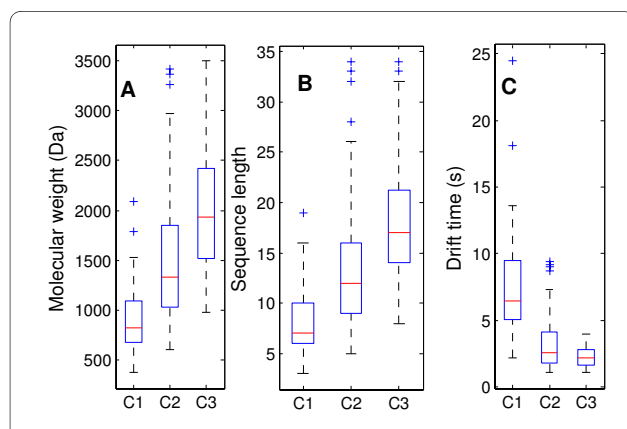 A
Molecular weight (Da)
3500
3000
2500
2000
1500
1000
500
C1 C2 C3
B
Sequence length
35
30
25
20
15
10
5
C1 C2 C3
C
Drift time (s)
25
20
15
10
5
0
C1 C2 C3